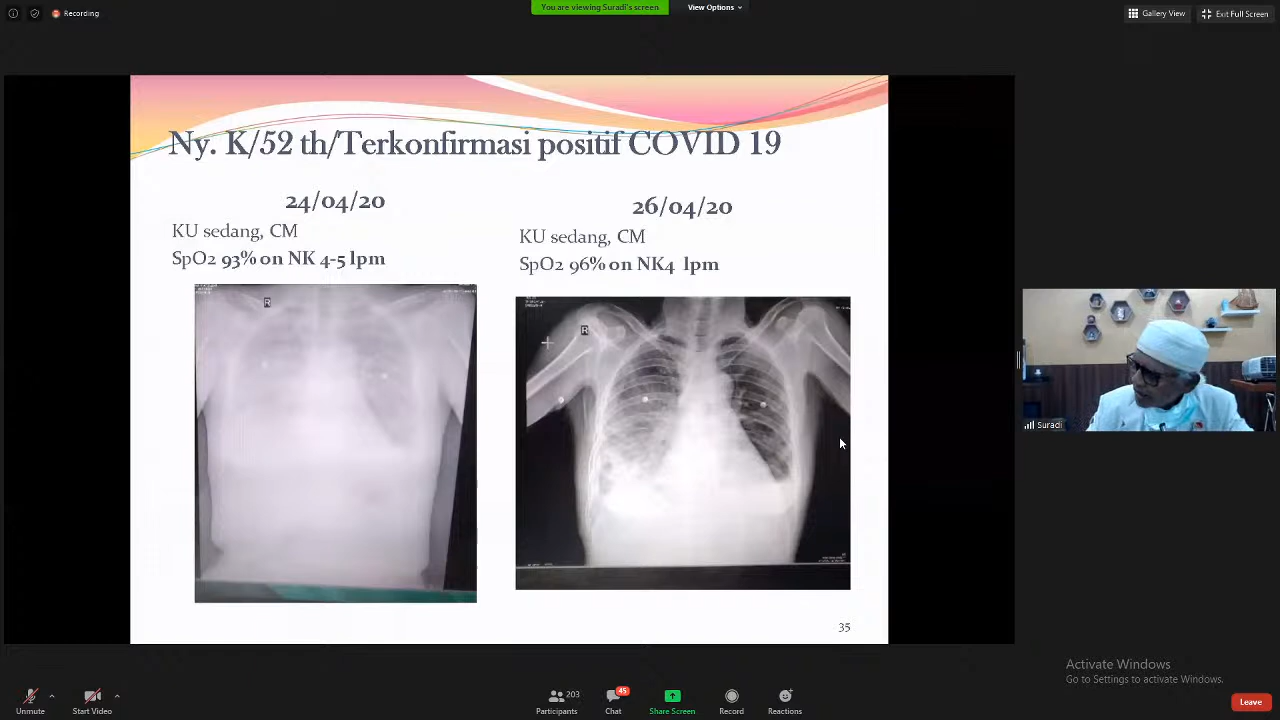 Recording
You are viewing Suradi's screen
View Options
Gallery View
Exit Full Screen
Ny. K/52 th/Terkonfirmasi positif COVID 19
24/04/20
KU sedang, CM
SpO2 93% on NK 4-5 lpm
26/04/20
KU sedang, CM
SpO2 96% on NK4 lpm
R
R
35
Suradi
Activate Windows
Go to Settings to activate Windows.
Unmute
Start Video
203
Participants
45
Chat
Share Screen
Record
Reactions
Leave